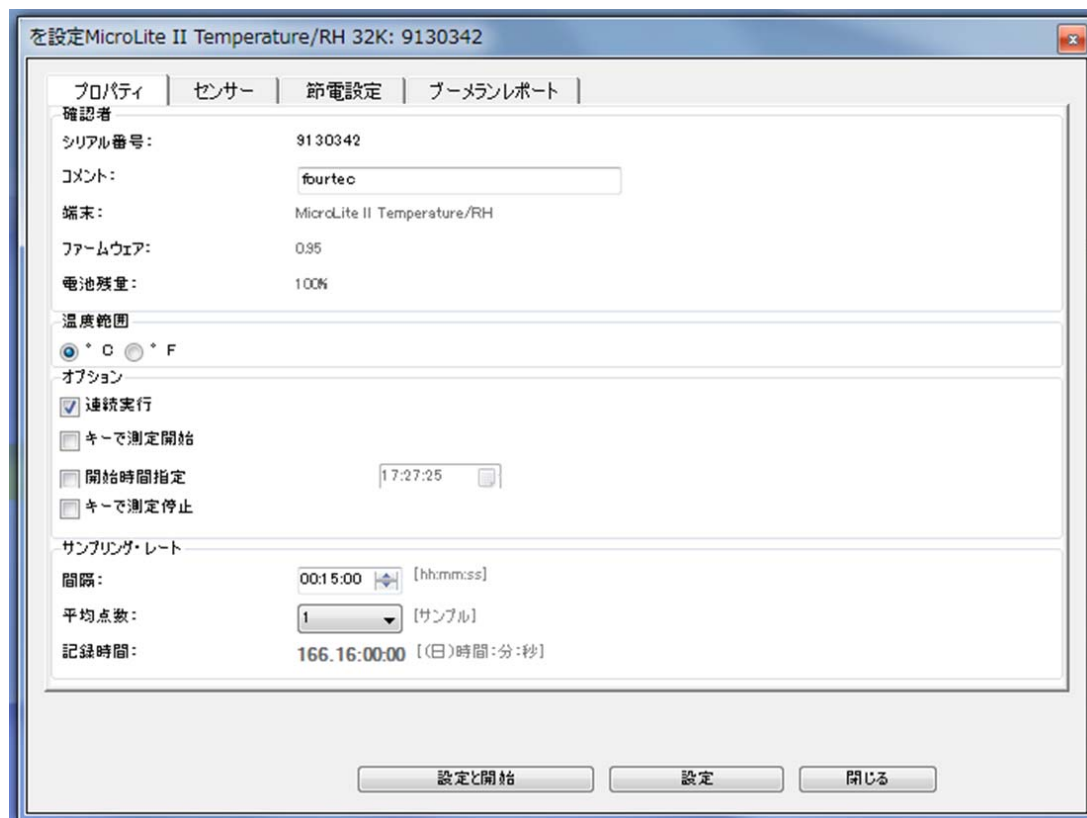 を設定MicroLite II Temperature/RH 32K: 9130342
プロパティ センサー 節電設定 ブーメランレポート
確認者
シリアル番号: 9130342
コメント: fourtec
端末: MicroLite II Temperature/RH
ファームウェア: 0.95
電池残量: 100%
温度範囲
° C ° F
オプション
連続実行
キーで測定開始
開始時間指定 17:27:25
キーで測定停止
サンプリング・レート
間隔: 00:15:00 [hh:mm:ss]
平均点数: 1 [サンプル]
記録時間: 166.16:00:00 [(日)時間:分:秒]
設定と開始 設定 閉じる